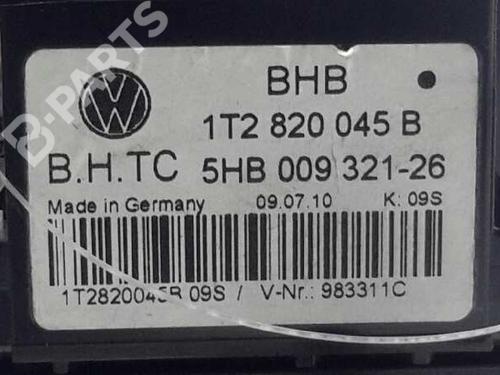 B-PARTS
BHB
1T2 820 045 B
B.H.TC 5HB 009 321-26
Made in Germany 09.07.10 K: 09S
1T2820045B 09S / V-Nr.: 983311C